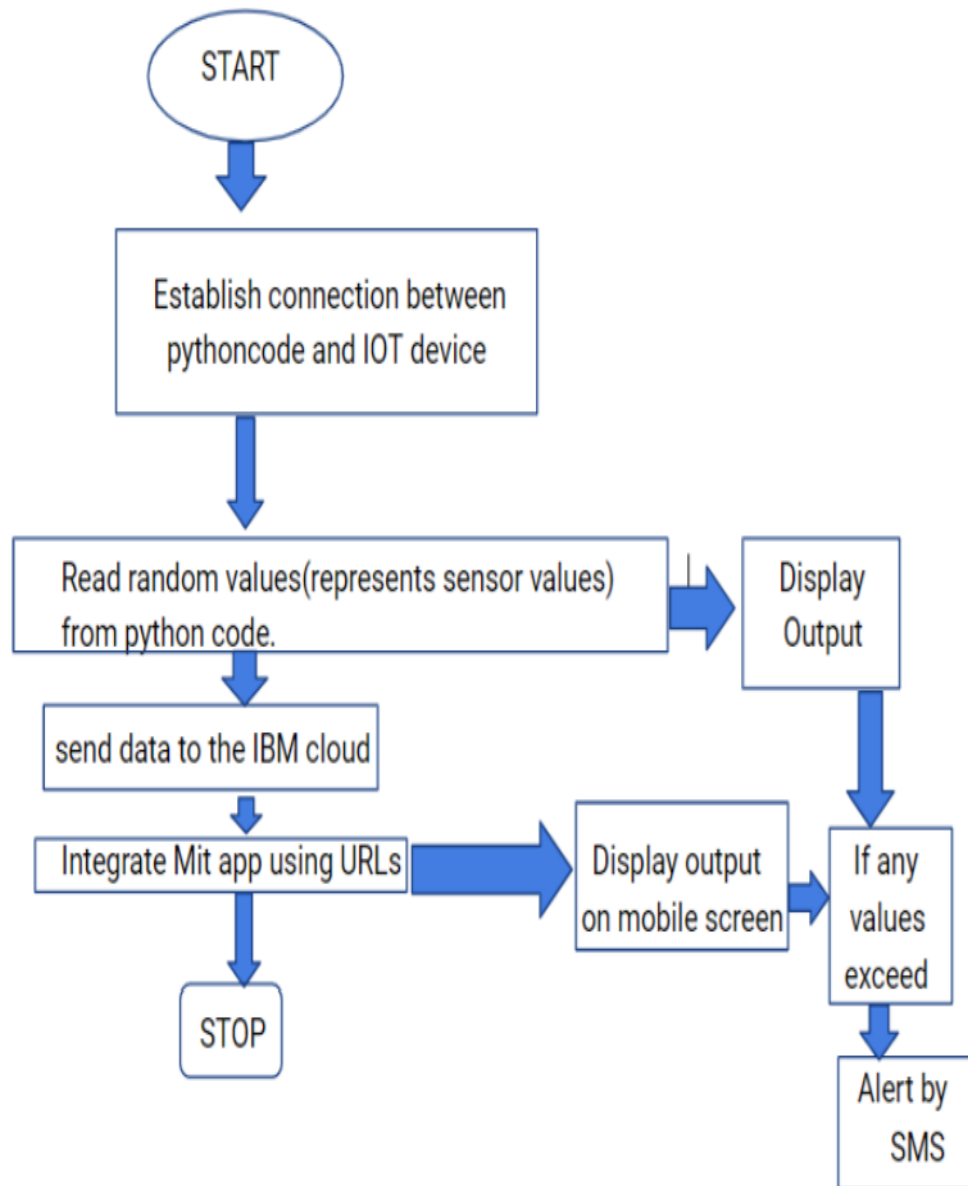 START
Establish connection between
pythoncode and IOT device
Read random values(represents sensor values)
from python code.
Display
Output
send data to the IBM cloud
Integrate Mit app using URLs
Display output
on mobile screen
If any
values
exceed
STOP
Alert by
SMS